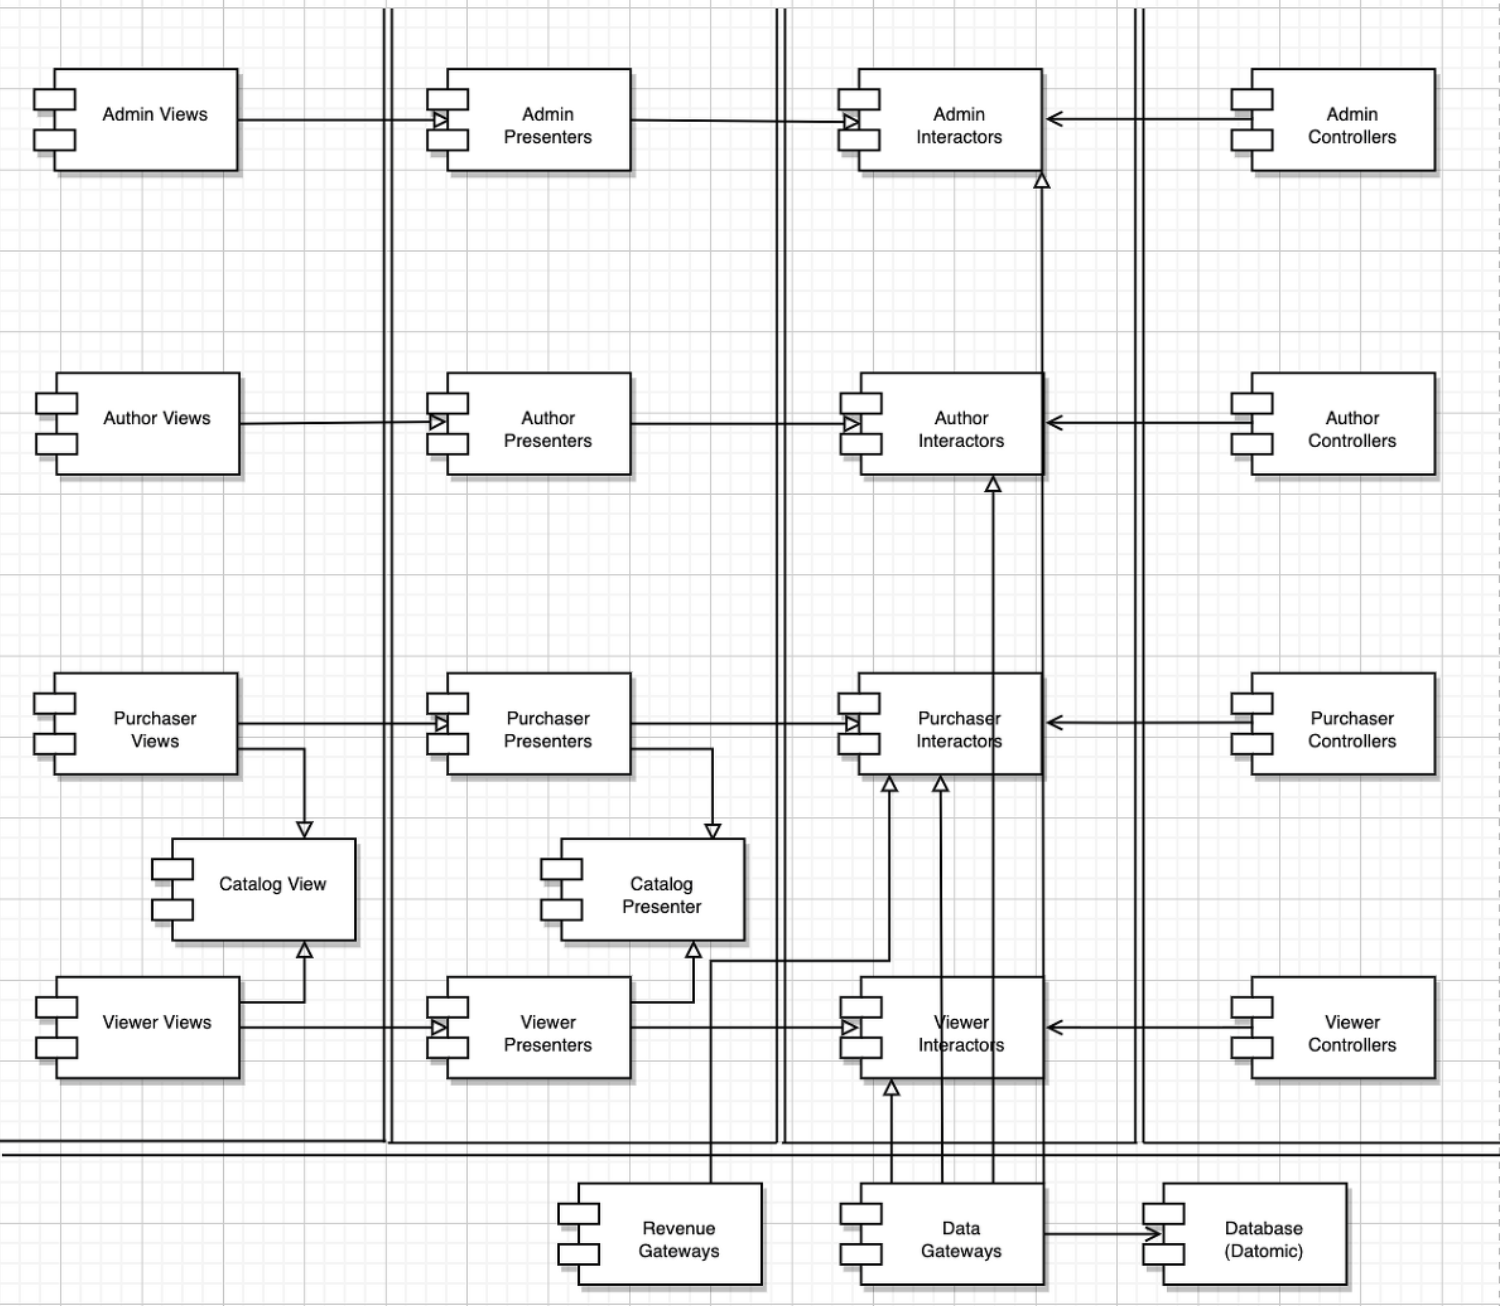 Admin Views
Admin
Presenters
Admin
Interactors
Admin
Controllers
Author Views
Author
Presenters
Author
Interactors
Author
Controllers
Purchaser
Views
Purchaser
Presenters
Purchaser
Interactors
Purchaser
Controllers
Catalog View
Catalog
Presenter
Viewer Views
Viewer
Presenters
Viewer
Interactors
Viewer
Controllers
Revenue
Gateways
Data
Gateways
Database
(Datomic)